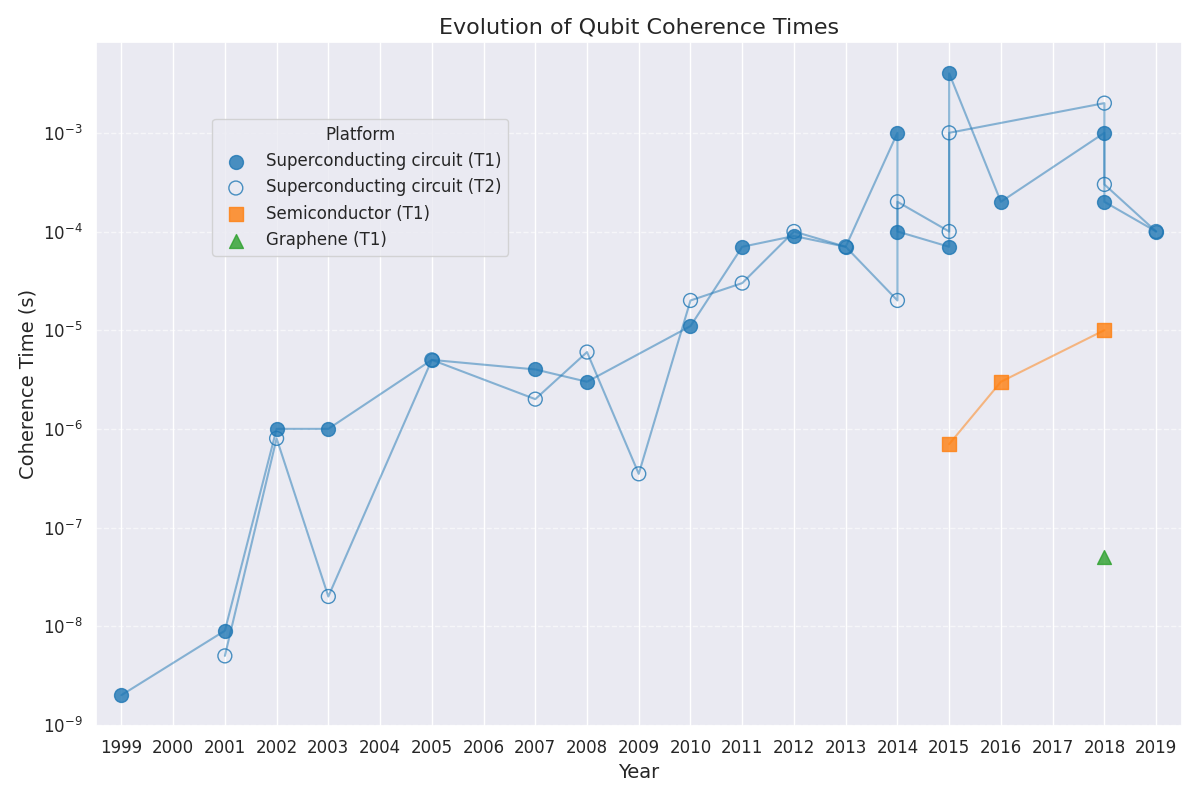 Evolution of Qubit Coherence Times
Platform
Superconducting circuit (T1)
Superconducting circuit (T2)
Semiconductor (T1)
Graphene (T1)
Coherence Time (s)
10⁻³
10⁻⁴
10⁻⁵
10⁻⁶
10⁻⁷
10⁻⁸
10⁻⁹
1999 2000 2001 2002 2003 2004 2005 2006 2007 2008 2009 2010 2011 2012 2013 2014 2015 2016 2017 2018 2019
Year